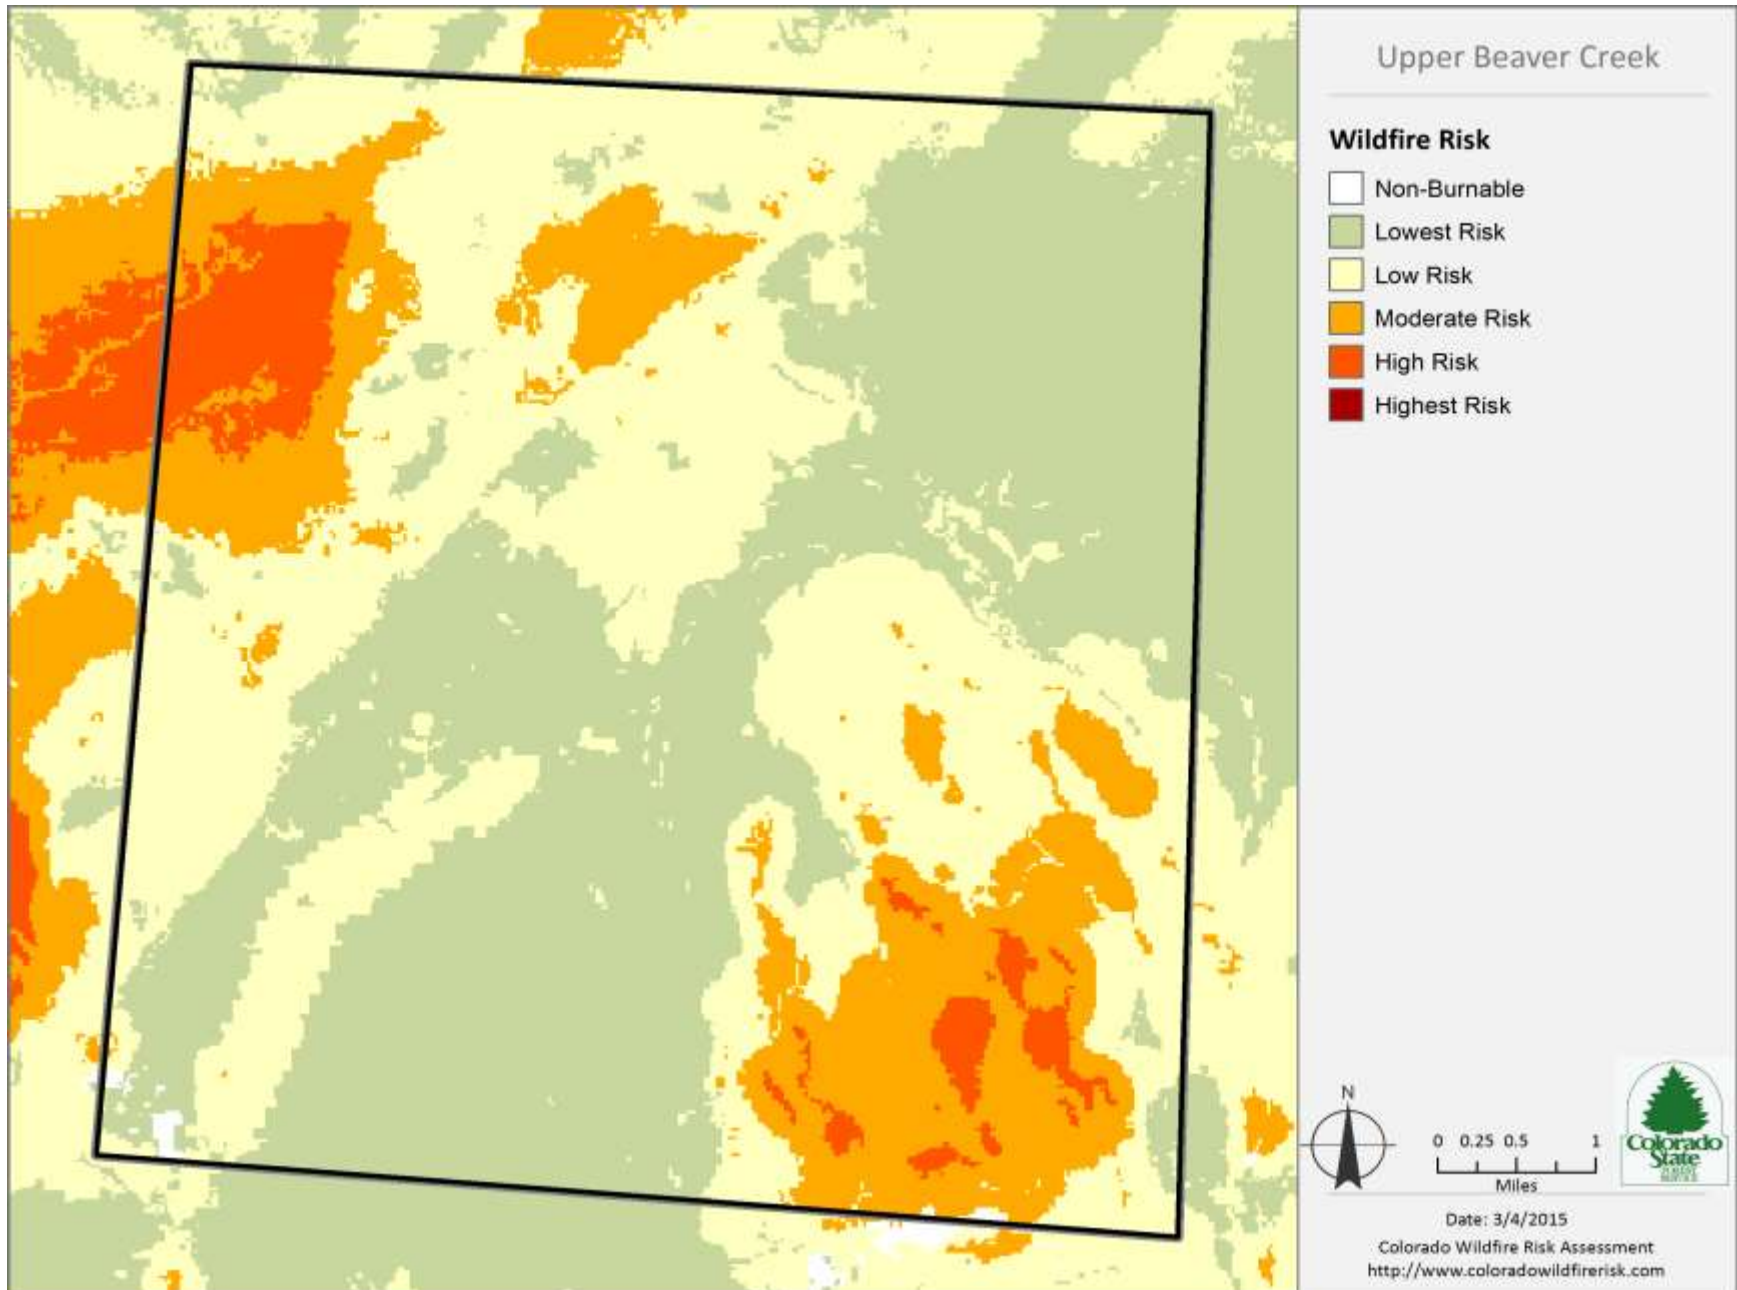 Upper Beaver Creek
Wildfire Risk
Non-Burnable
Lowest Risk
Low Risk
Moderate Risk
High Risk
Highest Risk
N
0 0.25 0.5 1
Miles
Colorado
State
Date: 3/4/2015
Colorado Wildfire Risk Assessment
http://www.coloradowildfirerisk.com